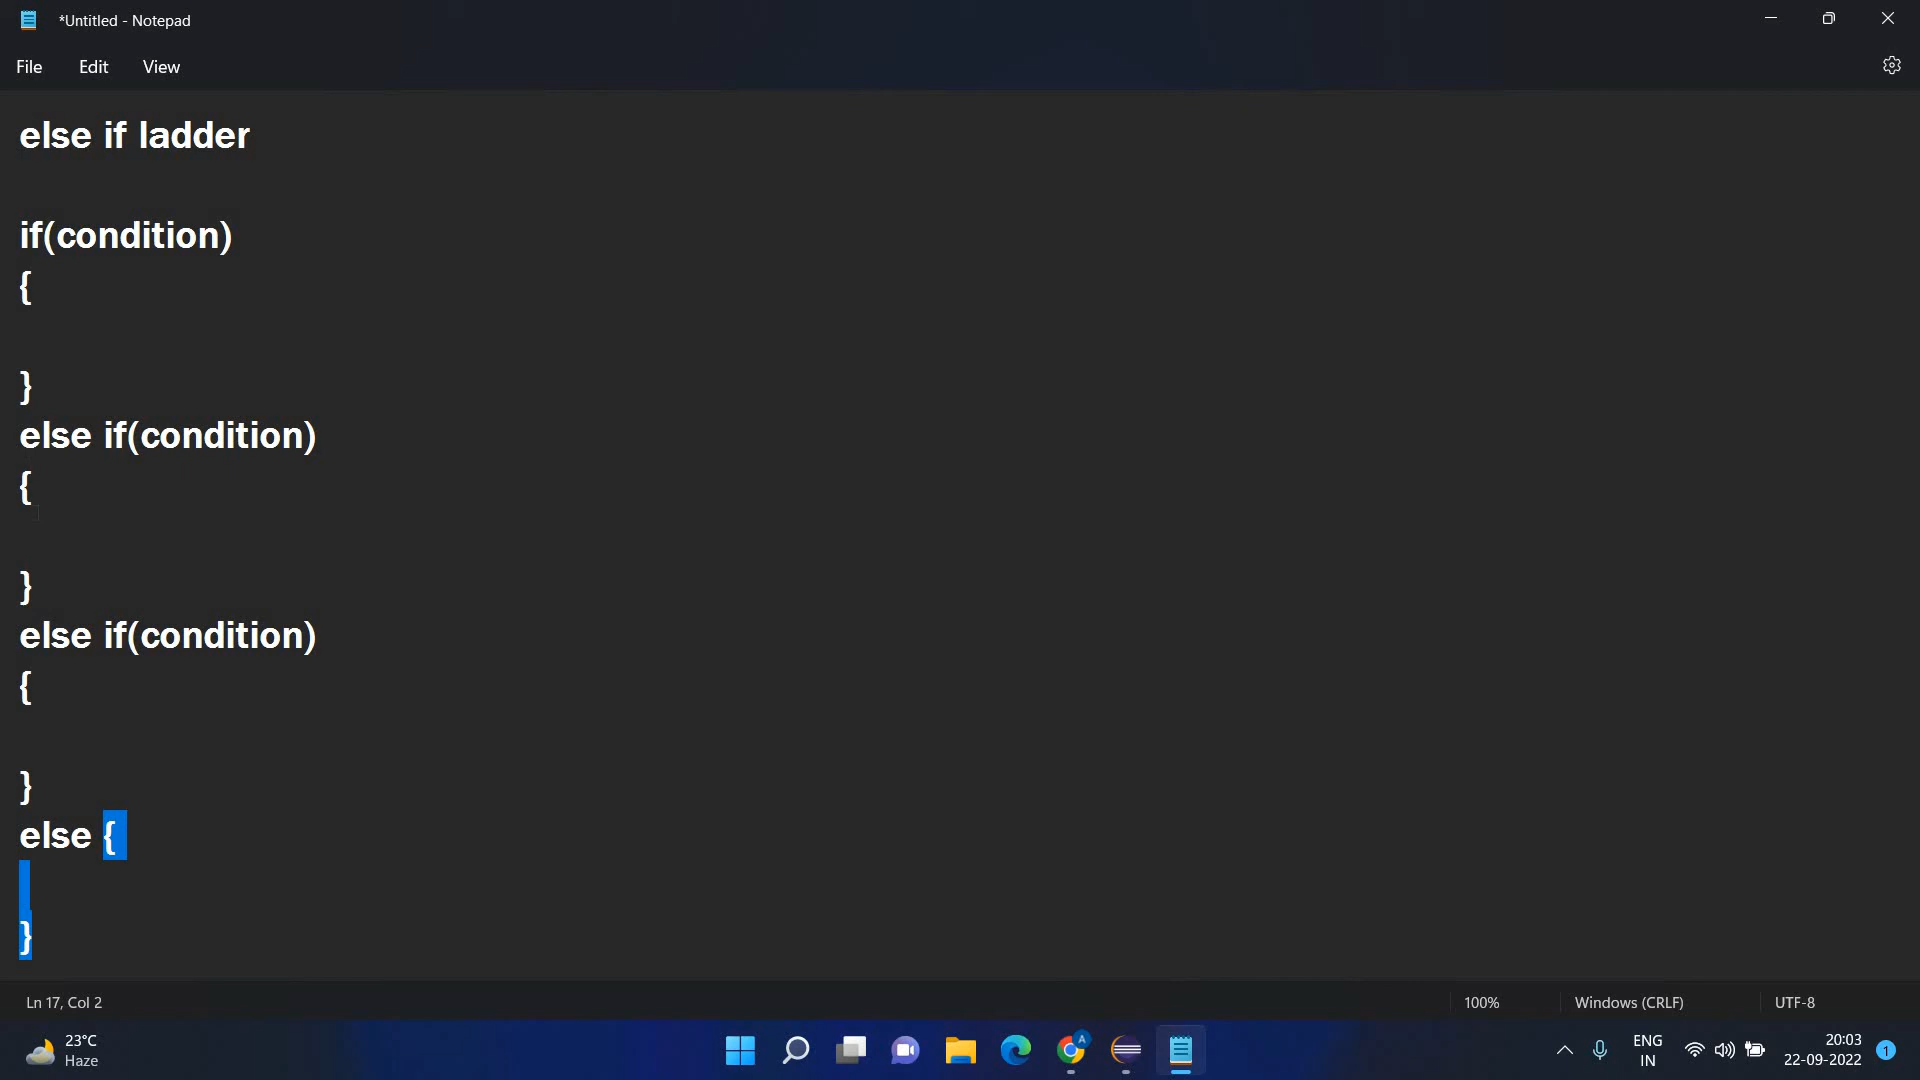 *Untitled - Notepad
File Edit View
else if ladder
if(condition)
{
}
else if(condition)
{
}
else if(condition)
{
}
else {
}
Ln 17, Col 2 100% Windows (CRLF) UTF-8
23°C
Haze
A
ENG
IN
20:03
22-09-2022
1